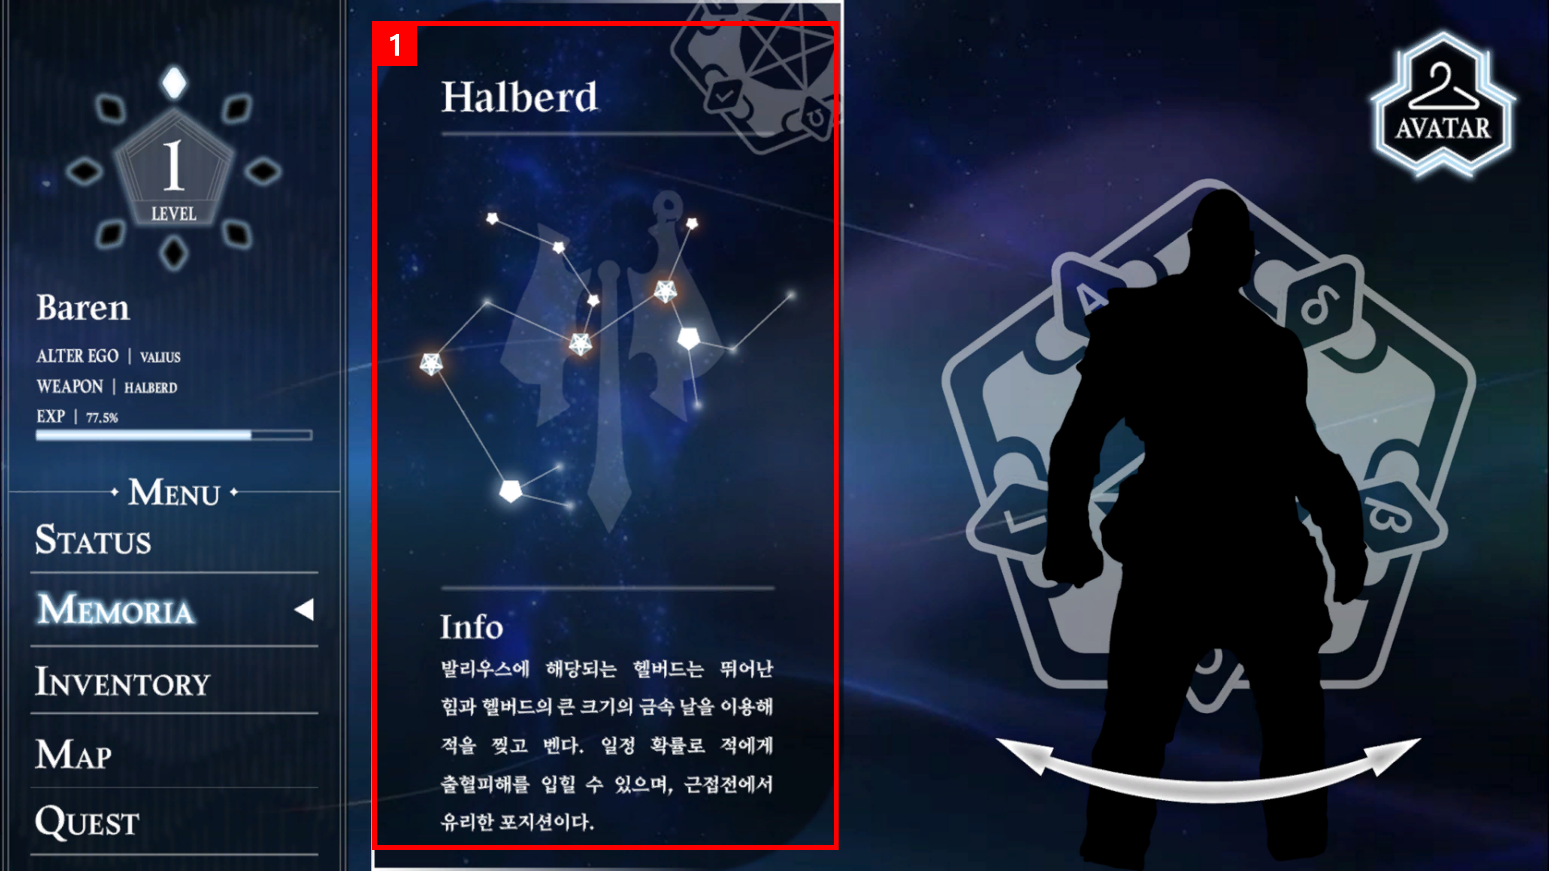 1
LEVEL
Baren
ALTER EGO | VALIUS
WEAPON | HALBERD
EXP | 77.5%
MENU
STATUS
MEMORIA
INVENTORY
MAP
QUEST
1
Halberd
Info
발리우스에 해당되는 헬버드는 뛰어난
힘과 헬버드의 큰 크기의 금속 날을 이용해
적을 찢고 벤다. 일정 확률로 적에게
출혈피해를 입힐 수 있으며, 근접전에서
유리한 포지션이다.
AVATAR
A
δ